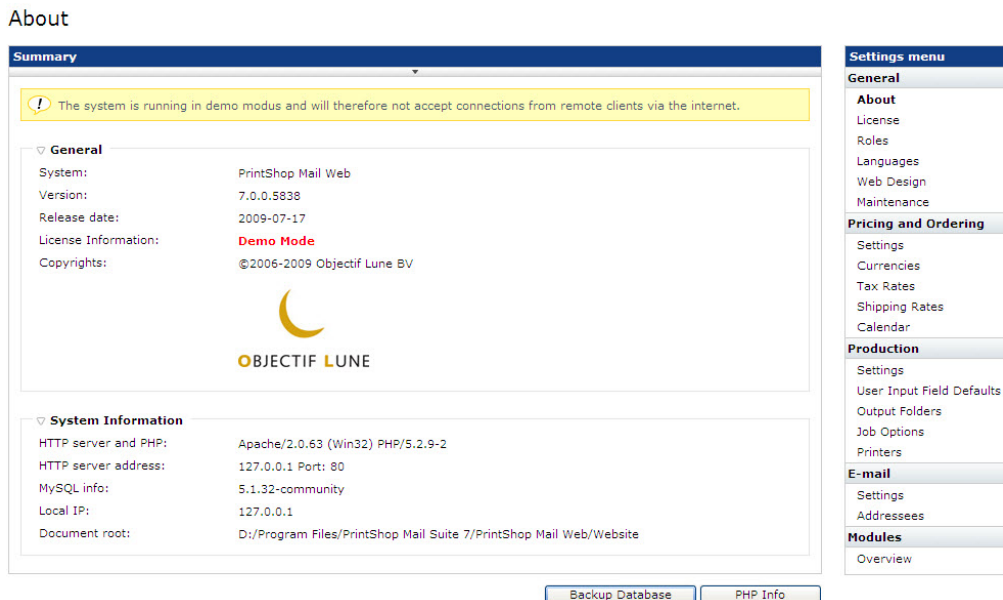 About
Summary
! The system is running in demo modus and will therefore not accept connections from remote clients via the internet.
General
System: PrintShop Mail Web
Version: 7.0.0.5838
Release date: 2009-07-17
License Information: Demo Mode
Copyrights: ©2006-2009 Objectif Lune BV
OBJECTIF LUNE
System Information
HTTP server and PHP: Apache/2.0.63 (Win32) PHP/5.2.9-2
HTTP server address: 127.0.0.1 Port: 80
MySQL info: 5.1.32-community
Local IP: 127.0.0.1
Document root: D:/Program Files/PrintShop Mail Suite 7/PrintShop Mail Web/Website
Backup Database
PHP Info
Settings menu
General
About
License
Roles
Languages
Web Design
Maintenance
Pricing and Ordering
Settings
Currencies
Tax Rates
Shipping Rates
Calendar
Production
Settings
User Input Field Defaults
Output Folders
Job Options
Printers
E-mail
Settings
Addressees
Modules
Overview